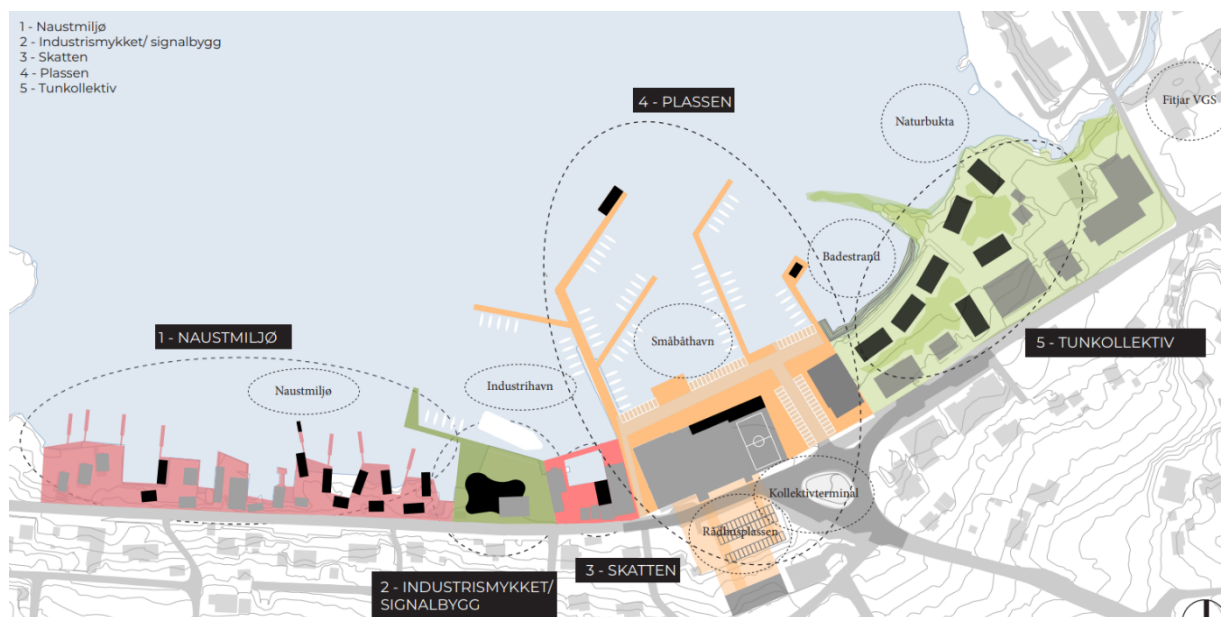 1 - Naustmiljø
2 - Industrismykket/ signalbygg
3 - Skatten
4 - Plassen
5 - Tunkollektiv
4 - PLASSEN
Naturbukta
Fitjar VGS
Badestrand
1 - NAUSTMILJØ
Småbåthavn
5 - TUNKOLLEKTIV
Naustmiljø
Industrihavn
Kollektivterminal
Rådhusplassen
3 - SKATTEN
2 - INDUSTRISMYKKET/
SIGNALBYGG